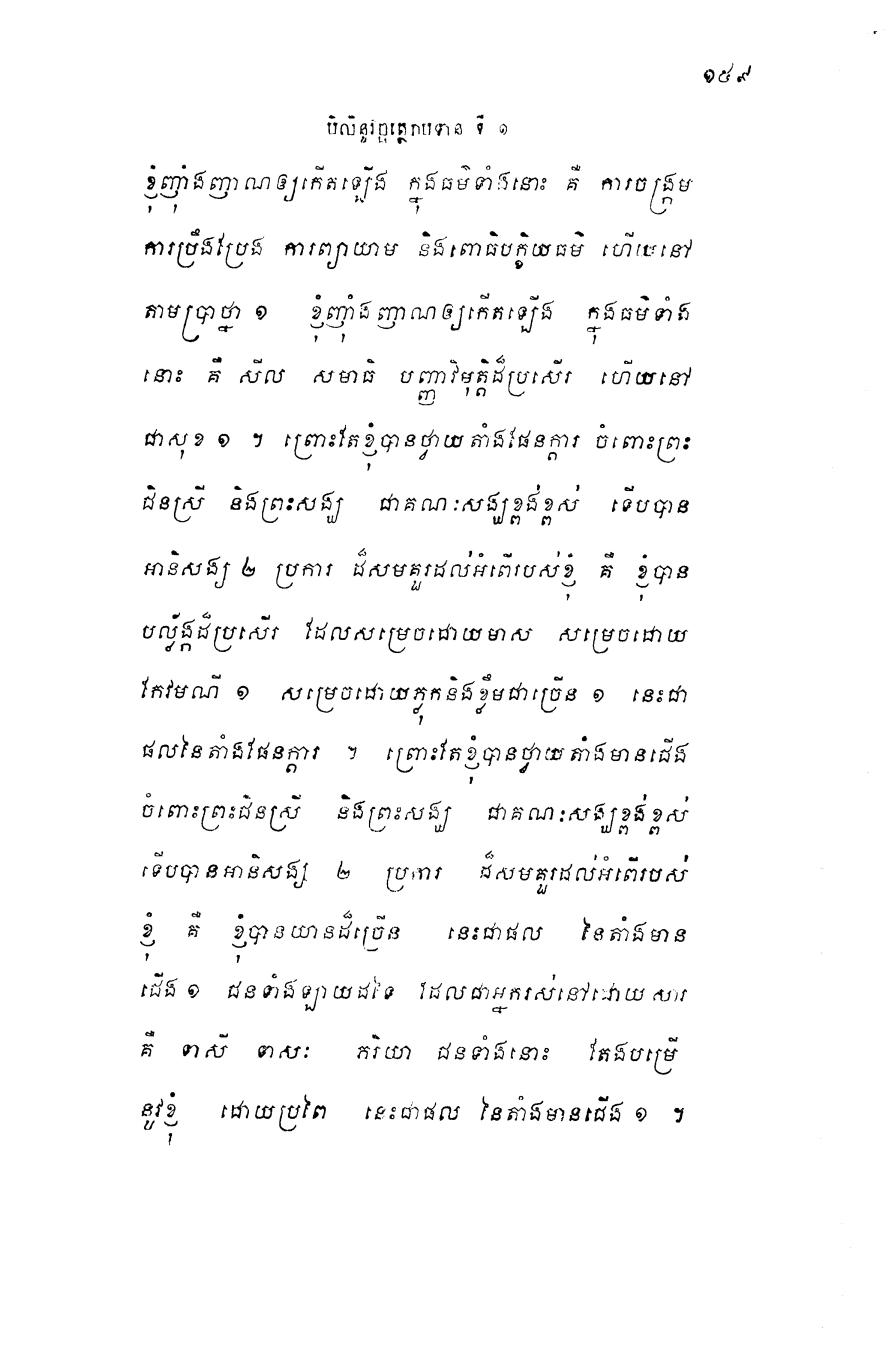 ១៥៩
បិលិន្ទវច្ឆត្ថេរាបទាន ទី ១
ខ្ញុំញុំាងញាណឲ្យកើតឡើង ក្នុងធម៌ទាំងនោះ គឺ ការចង្ក្រម
ការប្រឹងប្រែង ការព្យាយាម និងពោធិបក្ខិយធម៌ ហើយនៅ
តាមប្រាថ្នា ១ ខ្ញុំញុំាងញាណឲ្យកើតឡើង ក្នុងធម៌ទាំង
នោះ គឺ សីល សមាធិ បញ្ញាវិមុត្តិដ៏ប្រសើរ ហើយនៅ
ជាសុខ ១ ។ ព្រោះតែខ្ញុំបានថ្វាយតាំងផែនក្តារ ចំពោះព្រះ
ជិនស្រី និងព្រះសង្ឃ ជាគណៈសង្ឃខ្ពង់ខ្ពស់ ទើបបាន
អានិសង្ឃ ២ ប្រការ ដ៏សមគួរដល់អំពើរបស់ខ្ញុំ គឺ ខ្ញុំបាន
បល្ល័ង្កដ៏ប្រសើរ ដែលសម្រេចដោយមាស សម្រេចដោយ
កែវមណី ១ សម្រេចដោយភ្លុកនិងខ្លឹមជាច្រើន ១ នេះជា
ផលនៃតាំងផែនក្តារ ។ ព្រោះតែខ្ញុំបានថ្វាយតាំងមានជើង
ចំពោះព្រះជិនស្រី និងព្រះសង្ឃ ជាគណៈសង្ឃខ្ពង់ខ្ពស់
ទើបបានអានិសង្ឃ ២ ប្រការ ដ៏សមគួរដល់អំពើរបស់
ខ្ញុំ គឺ ខ្ញុំបានយានដ៏ច្រើន នេះជាផល នៃតាំងមាន
ជើង ១ ជនទាំងឡាយដទៃ ដែលជាអ្នករស់នៅដោយសារ
គឺ ទាសី ទាសៈ ភរិយា ជនទាំងនោះ តែងបម្រើ
នូវខ្ញុំ ដោយប្រពៃ នេះជាផល នៃតាំងមានជើង ១ ។